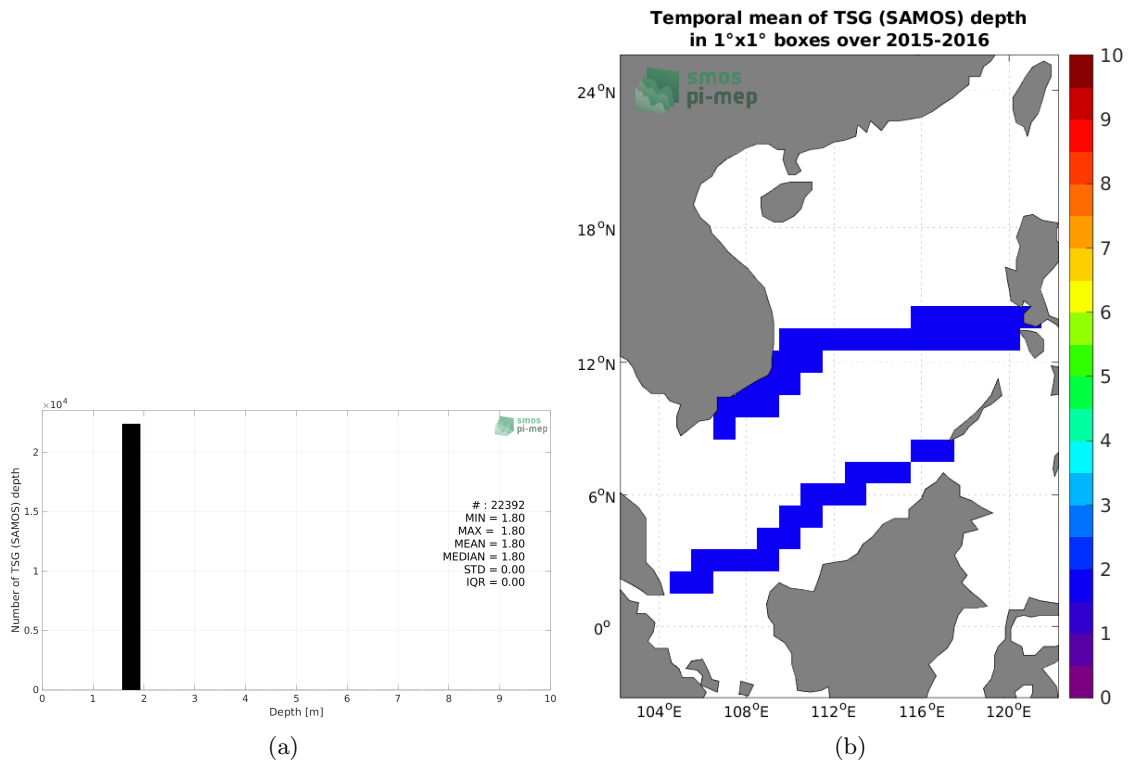 ×10⁴
smos
pi-mep
2
1.5
1
0.5
0
Number of TSG (SAMOS) depth
# : 22392
MIN = 1.80
MAX = 1.80
MEAN = 1.80
MEDIAN = 1.80
STD = 0.00
IQR = 0.00
0 1 2 3 4 5 6 7 8 9 10
Depth [m]
(a)
Temporal mean of TSG (SAMOS) depth
in 1°x1° boxes over 2015-2016
smos
pi-mep
24°N
18°N
12°N
6°N
0°
104°E 108°E 112°E 116°E 120°E
10
9
8
7
6
5
4
3
2
1
0
(b)